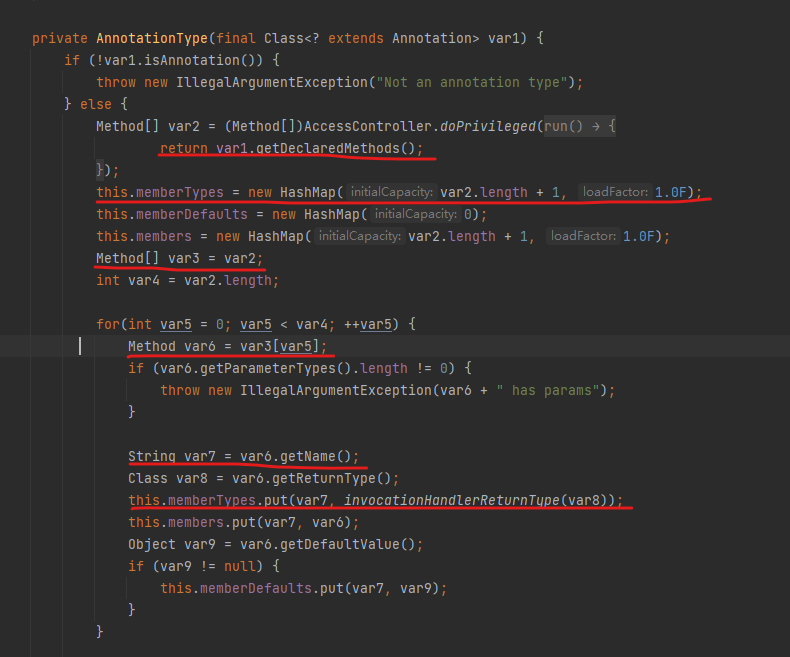 private AnnotationType(final Class<? extends Annotation> var1) {
if (!var1.isAnnotation()) {
throw new IllegalArgumentException("Not an annotation type");
} else {
Method[] var2 = (Method[])AccessController.doPrivileged(run() → {
return var1.getDeclaredMethods();
});
this.memberTypes = new HashMap( initialCapacity: var2.length + 1, loadFactor: 1.0F);
this.memberDefaults = new HashMap( initialCapacity: 0);
this.members = new HashMap( initialCapacity: var2.length + 1, loadFactor: 1.0F);
Method[] var3 = var2;
int var4 = var2.length;
for(int var5 = 0; var5 < var4; ++var5) {
Method var6 = var3[var5];
if (var6.getParameterTypes().length != 0) {
throw new IllegalArgumentException(var6 + " has params");
}
String var7 = var6.getName();
Class var8 = var6.getReturnType();
this.memberTypes.put(var7, invocationHandlerReturnType(var8));
this.members.put(var7, var6);
Object var9 = var6.getDefaultValue();
if (var9 != null) {
this.memberDefaults.put(var7, var9);
}
}